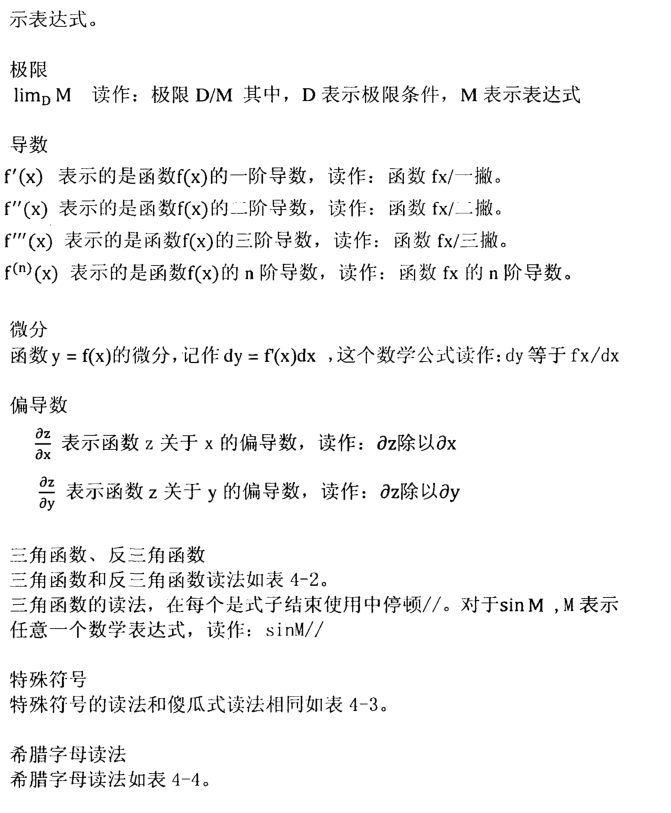 示表达式。
极限
lim_D M 读作：极限 D/M 其中，D 表示极限条件，M 表示表达式
导数
f′(x) 表示的是函数f(x)的一阶导数，读作：函数 fx/一撇。
f′′(x) 表示的是函数f(x)的二阶导数，读作：函数 fx/二撇。
f′′′(x) 表示的是函数f(x)的三阶导数，读作：函数 fx/三撇。
f⁽ⁿ⁾(x) 表示的是函数f(x)的 n 阶导数，读作：函数 fx 的 n 阶导数。
微分
函数 y = f(x)的微分，记作 dy = f′(x)dx ，这个数学公式读作：dy 等于 fx/dx
偏导数
∂z/∂x 表示函数 z 关于 x 的偏导数，读作：∂z除以∂x
∂z/∂y 表示函数 z 关于 y 的偏导数，读作：∂z除以∂y
三角函数、反三角函数
三角函数和反三角函数读法如表 4-2。
三角函数的读法，在每个是式子结束使用中停顿//。对于sin M ，M 表示
任意一个数学表达式，读作：sinM//
特殊符号
特殊符号的读法和傻瓜式读法相同如表 4-3。
希腊字母读法
希腊字母读法如表 4-4。